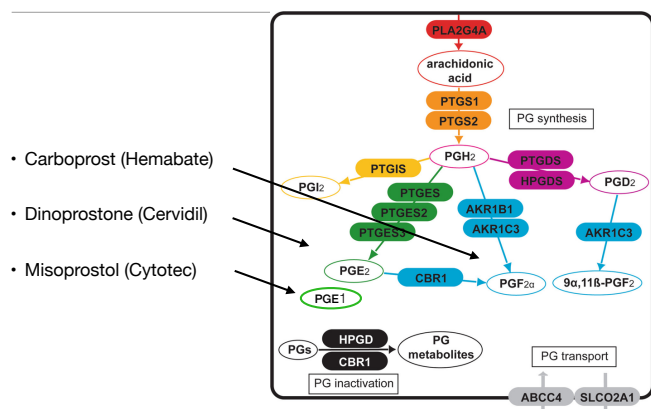 PLA2G4A
arachidonic
acid
PTGS1
PTGS2
PG synthesis
• Carboprost (Hemabate)
PGH2
PTGIS
PTGDS
HPGDS
PGI2
PGD2
PTGES
PTGES2
PTGES3
AKR1B1
AKR1C3
AKR1C3
• Dinoprostone (Cervidil)
• Misoprostol (Cytotec)
PGE2
CBR1
PGF2α
9α,11ß-PGF2
PGE1
PGs
HPGD
CBR1
PG
metabolites
PG inactivation
PG transport
ABCC4
SLCO2A1